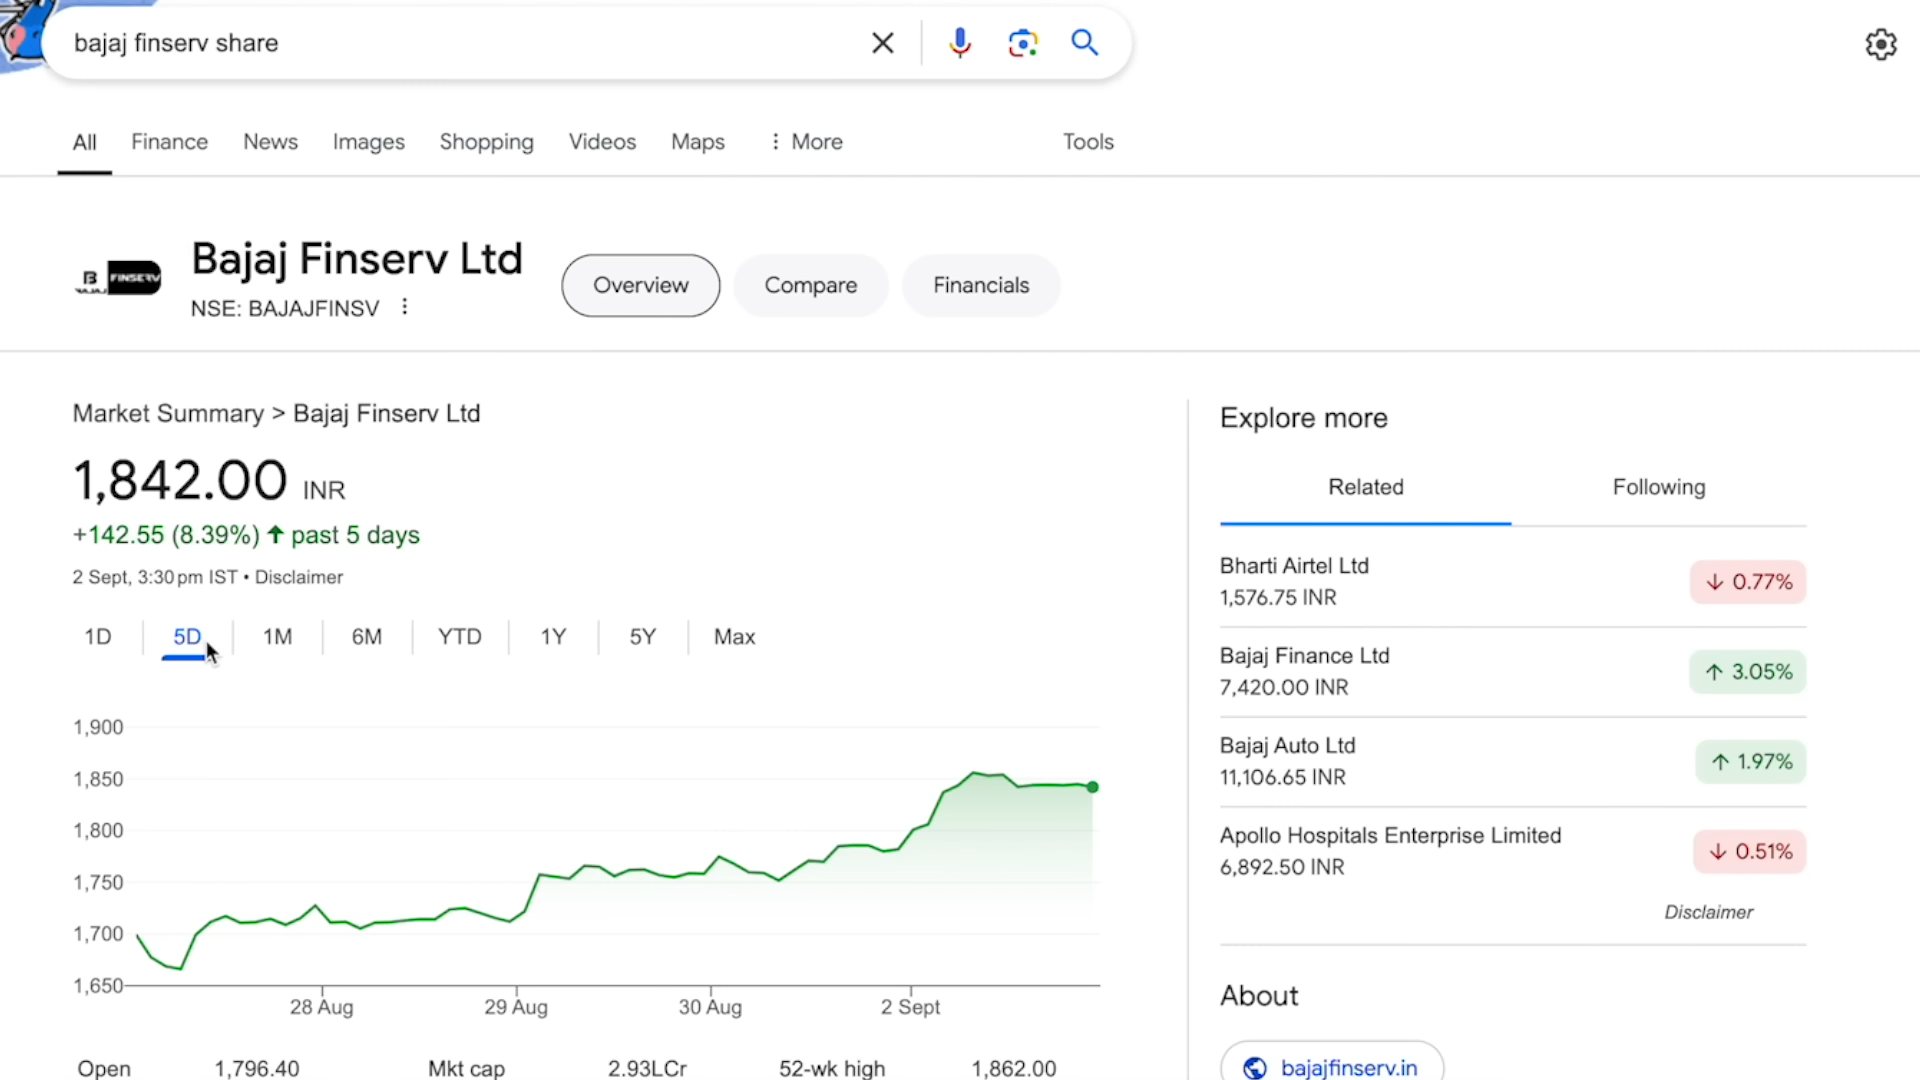 bajaj finserv share
All Finance News Images Shopping Videos Maps More Tools
B FINSERV
Bajaj Finserv Ltd
NSE: BAJAJFINSV
Overview Compare Financials
Market Summary > Bajaj Finserv Ltd
1,842.00 INR
+142.55 (8.39%) ↑ past 5 days
2 Sept, 3:30 pm IST • Disclaimer
1D 5D 1M 6M YTD 1Y 5Y Max
1,900
1,850
1,800
1,750
1,700
1,650
28 Aug 29 Aug 30 Aug 2 Sept
Open 1,796.40 Mkt cap 2.93LCr 52-wk high 1,862.00
Explore more
Related Following
Bharti Airtel Ltd
1,576.75 INR
↓ 0.77%
Bajaj Finance Ltd
7,420.00 INR
↑ 3.05%
Bajaj Auto Ltd
11,106.65 INR
↑ 1.97%
Apollo Hospitals Enterprise Limited
6,892.50 INR
↓ 0.51%
Disclaimer
About
bajajfinserv.in